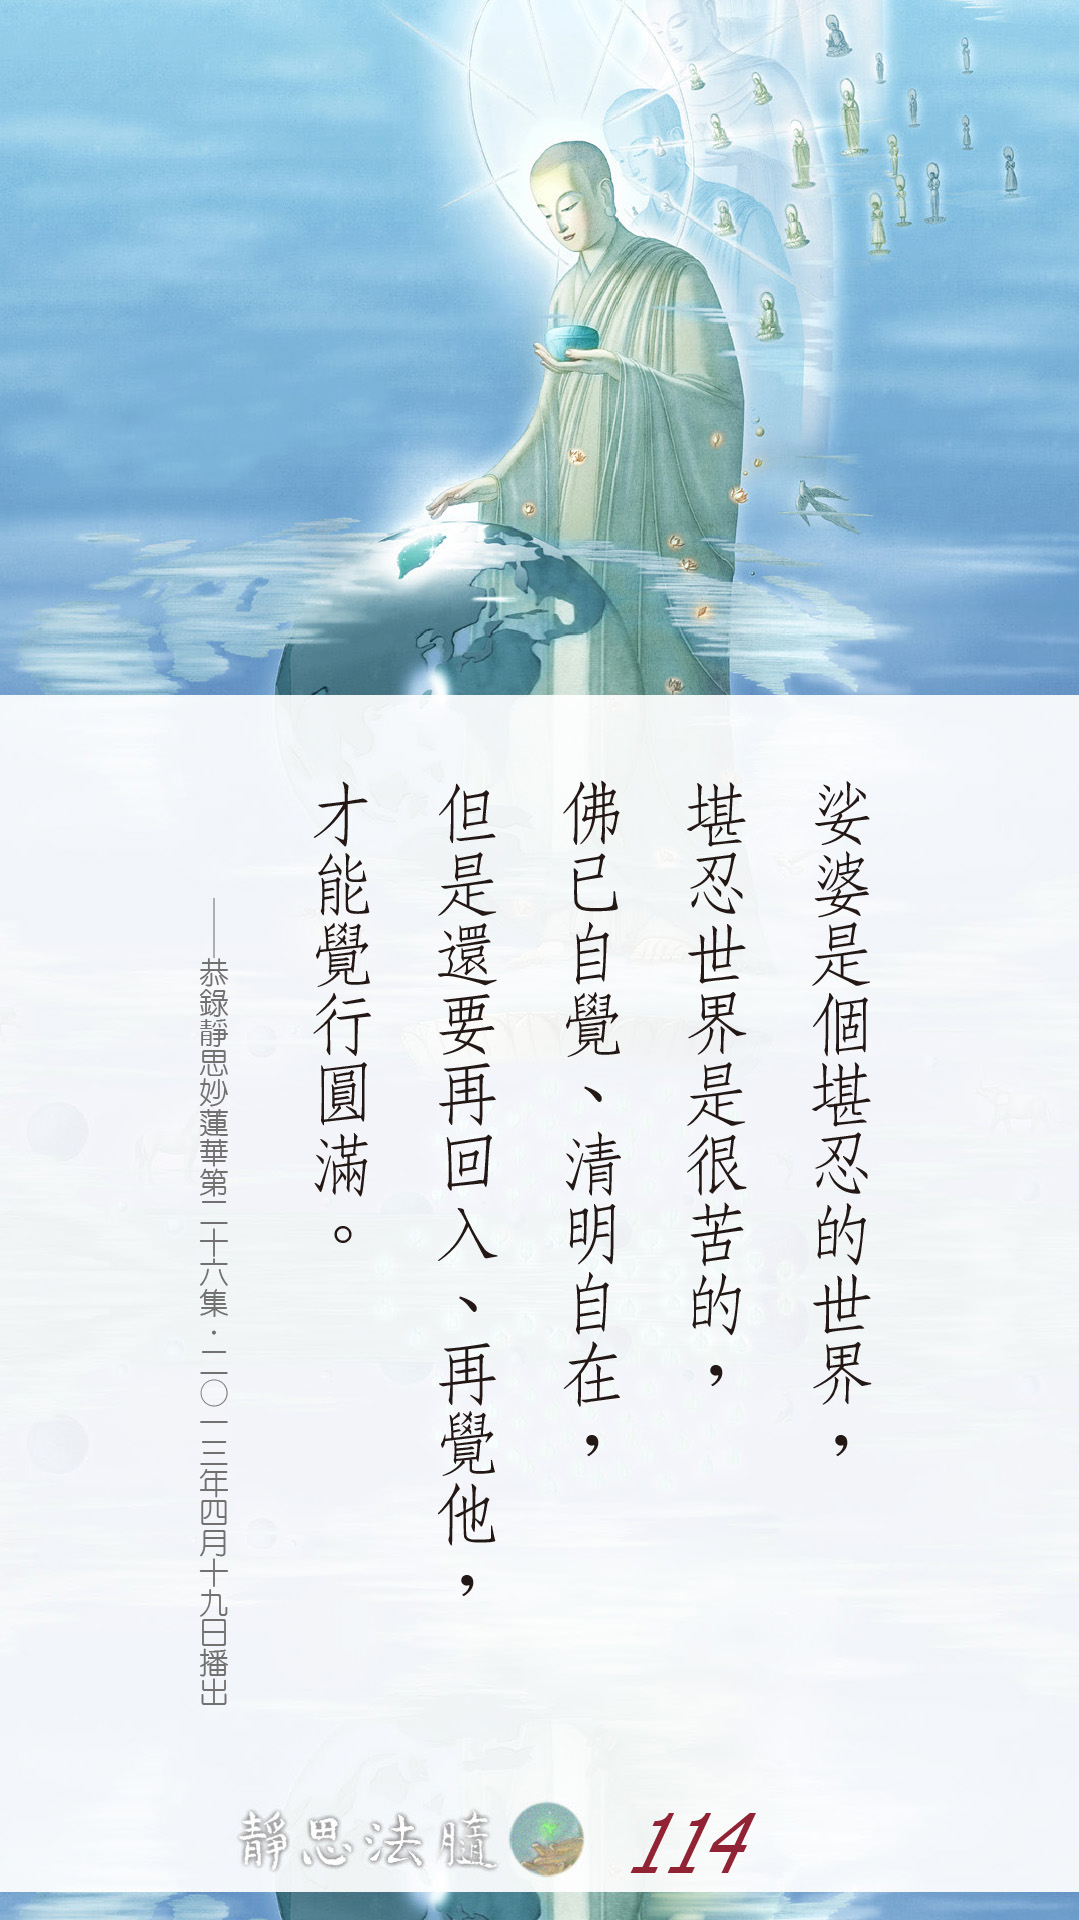 娑婆是個堪忍的世界，
堪忍世界是很苦的，
佛已自覺、清明自在，
但是還要再回入、再覺他，
才能覺行圓滿。
——恭錄靜思妙蓮華第二十六集．二〇一三年四月十九日播出
靜思法髓
114